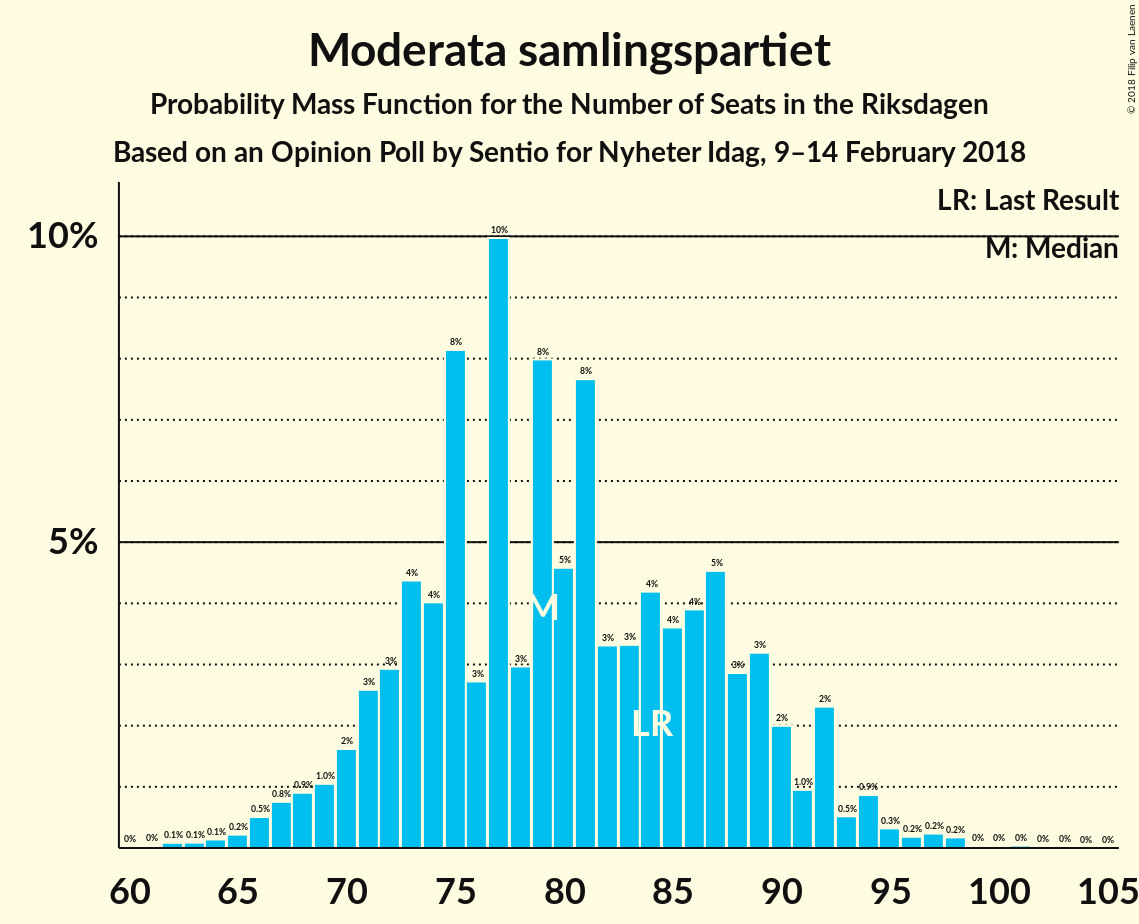 © 2018 Filip van Laenen
Moderata samlingspartiet
Probability Mass Function for the Number of Seats in the Riksdagen
Based on an Opinion Poll by Sentio for Nyheter Idag, 9–14 February 2018
LR: Last Result
M: Median
10%
5%
0% 0% 0.1% 0.1% 0.1% 0.2% 0.5% 0.8% 0.9% 1.0% 2% 3% 3% 4% 4% 8% 3% 10% 3% 8% 5% 8% 3% 3% 4% 4% 4% 5% 3% 3% 2% 1.0% 2% 0.5% 0.9% 0.3% 0.2% 0.2% 0.2% 0% 0% 0% 0% 0% 0% 0%
M
LR
60 65 70 75 80 85 90 95 100 105